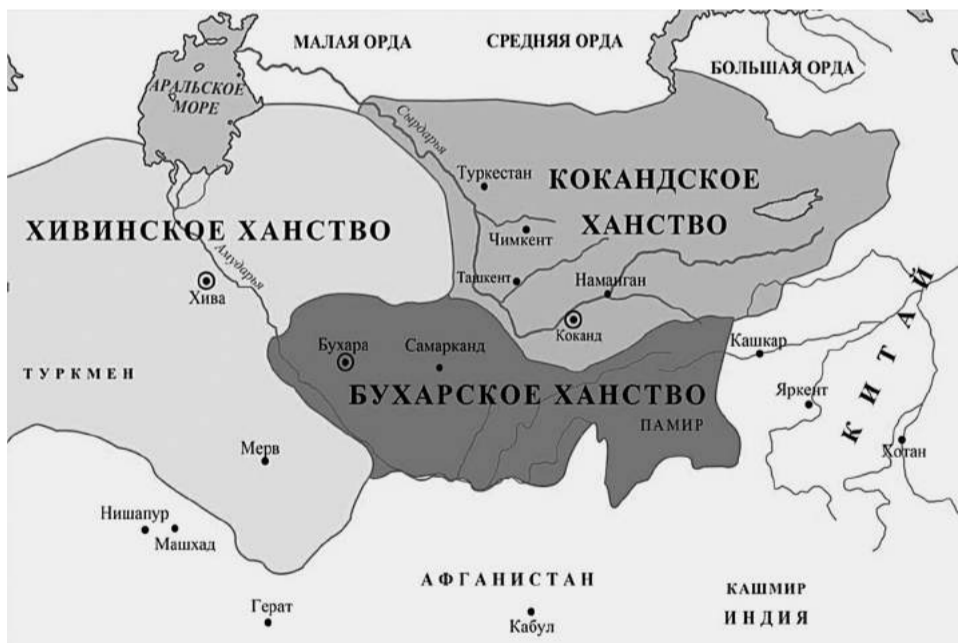 МАЛАЯ ОРДА
СРЕДНЯЯ ОРДА
БОЛЬШАЯ ОРДА
АРАЛЬСКОЕ
МОРЕ
Сырдарья
Туркестан
КОКАНДСКОЕ
ХАНСТВО
ХИВИНСКОЕ ХАНСТВО
Чимкент
Амударья
Ташкент
Наманган
Хива
Коканд
Бухара
Самарканд
Кашкар
КИТАЙ
ТУРКМЕН
БУХАРСКОЕ ХАНСТВО
Яркент
ПАМИР
Мерв
Хотан
Нишапур
Машхад
АФГАНИСТАН
КАШМИР
ИНДИЯ
Герат
Кабул